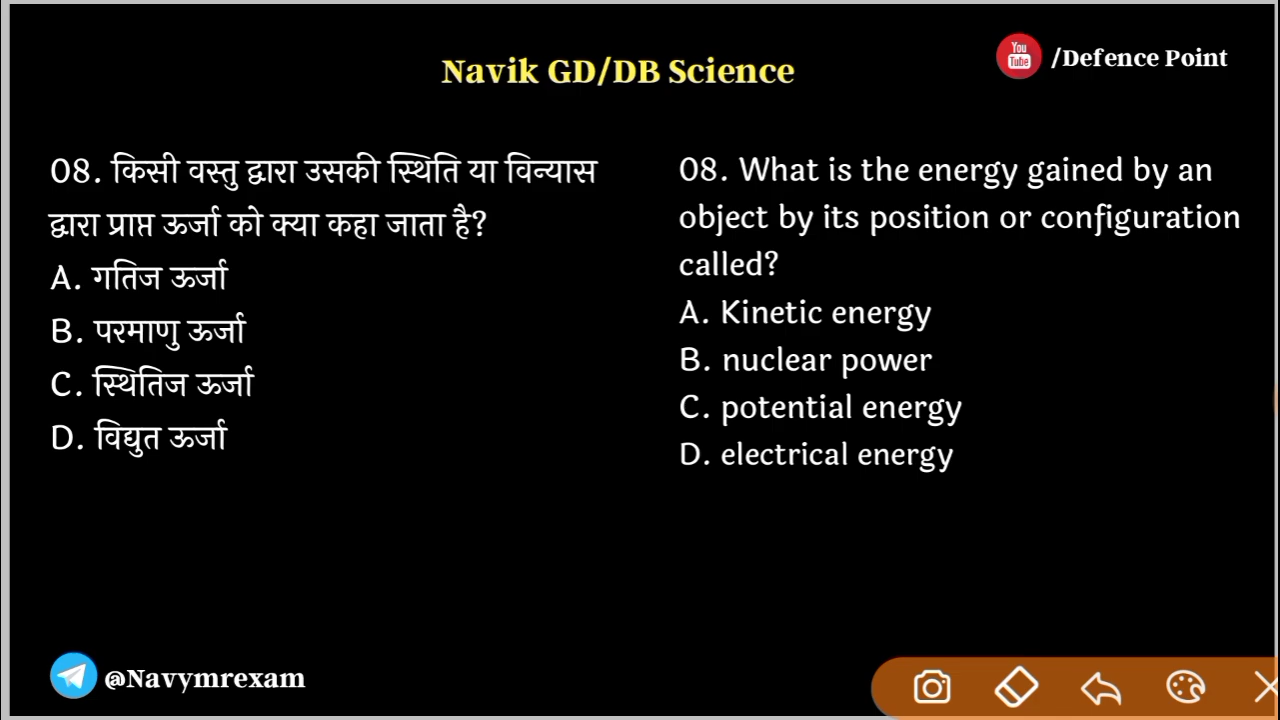 Navik GD/DB Science
You Tube /Defence Point
08. किसी वस्तु द्वारा उसकी स्थिति या विन्यास
द्वारा प्राप्त ऊर्जा को क्या कहा जाता है?
A. गतिज ऊर्जा
B. परमाणु ऊर्जा
C. स्थितिज ऊर्जा
D. विद्युत ऊर्जा
08. What is the energy gained by an
object by its position or configuration
called?
A. Kinetic energy
B. nuclear power
C. potential energy
D. electrical energy
@Navymrexam